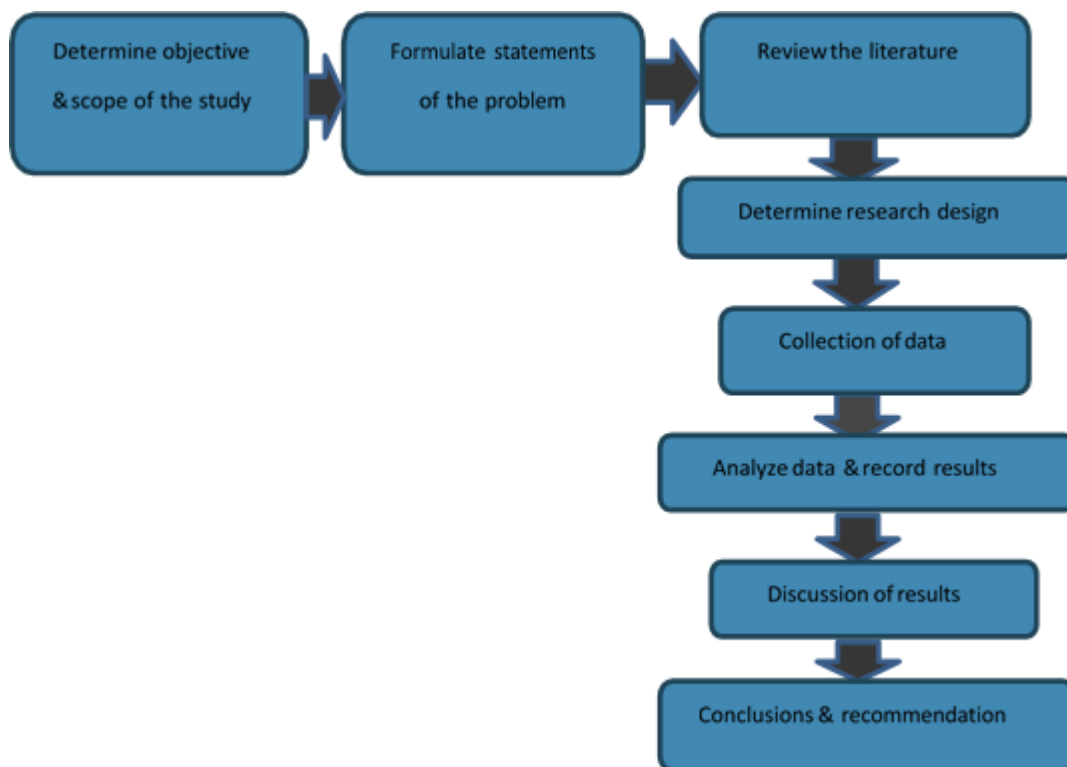 Determine objective
& scope of the study
Formulate statements
of the problem
Review the literature
Determine research design
Collection of data
Analyze data & record results
Discussion of results
Conclusions & recommendation